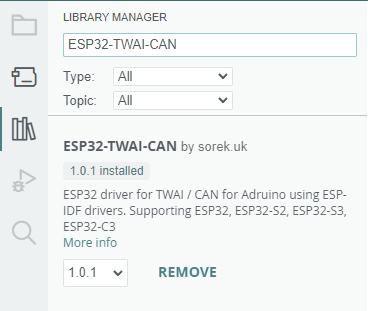 LIBRARY MANAGER
ESP32-TWAI-CAN
Type: All
Topic: All
ESP32-TWAI-CAN by sorek.uk
1.0.1 installed
ESP32 driver for TWAI / CAN for Adruino using ESP-
IDF drivers. Supporting ESP32, ESP32-S2, ESP32-S3,
ESP32-C3
More info
1.0.1 REMOVE